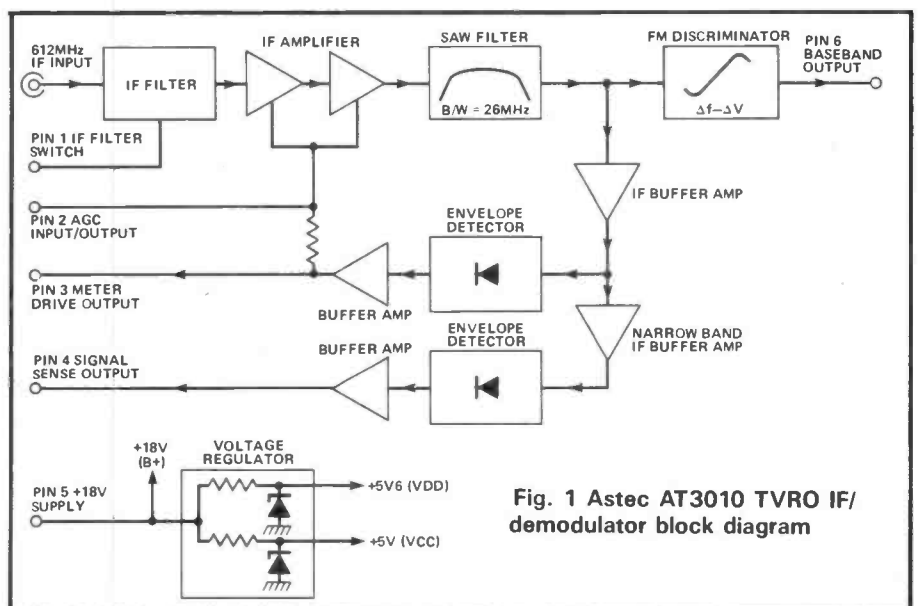 612MHz
IF INPUT
IF FILTER
IF AMPLIFIER
SAW FILTER
B/W = 26MHz
FM DISCRIMINATOR
Δf–ΔV
PIN 6
BASEBAND
OUTPUT
PIN 1 IF FILTER
SWITCH
IF BUFFER AMP
PIN 2 AGC
INPUT/OUTPUT
ENVELOPE
DETECTOR
PIN 3 METER
DRIVE OUTPUT
BUFFER AMP
NARROW BAND
IF BUFFER AMP
ENVELOPE
DETECTOR
BUFFER AMP
PIN 4 SIGNAL
SENSE OUTPUT
+18V
(B+)
VOLTAGE
REGULATOR
PIN 5 +18V
SUPPLY
+5V6 (VDD)
+5V (VCC)
Fig. 1 Astec AT3010 TVRO IF/
demodulator block diagram